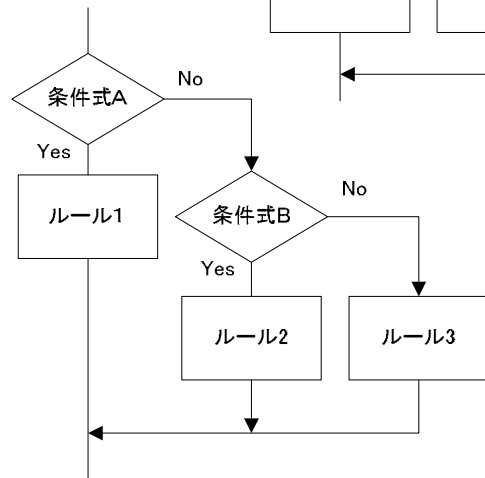 条件式A
No
Yes
ルール1
条件式B
No
Yes
ルール2
ルール3